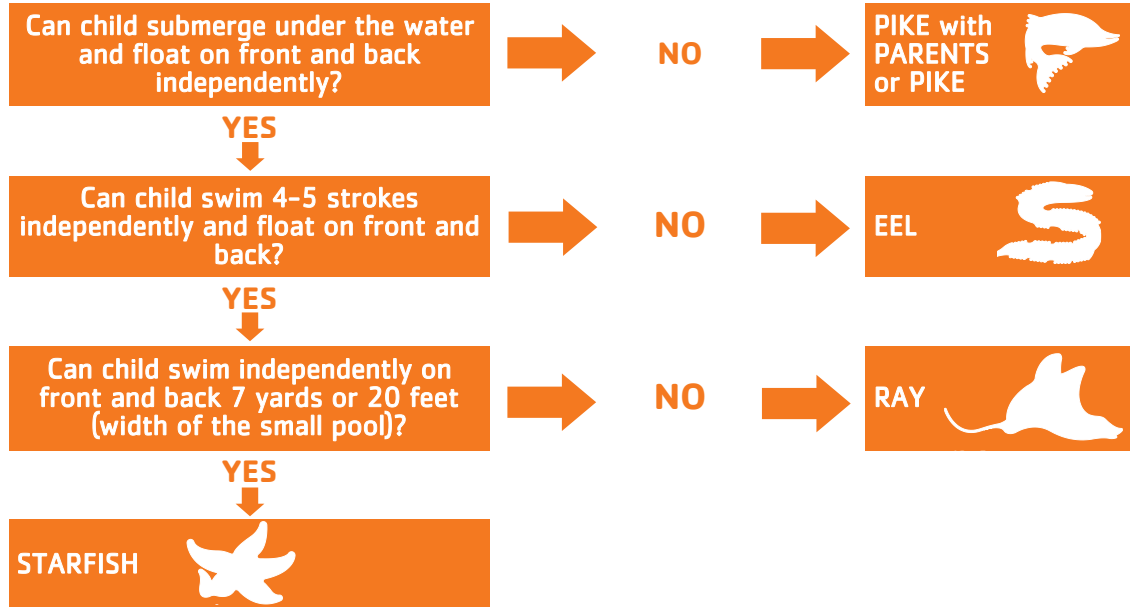 Can child submerge under the water
and float on front and back
independently?
NO
PIKE with
PARENTS
or PIKE
YES
Can child swim 4-5 strokes
independently and float on front and
back?
NO
EEL
YES
Can child swim independently on
front and back 7 yards or 20 feet
(width of the small pool)?
NO
RAY
YES
STARFISH